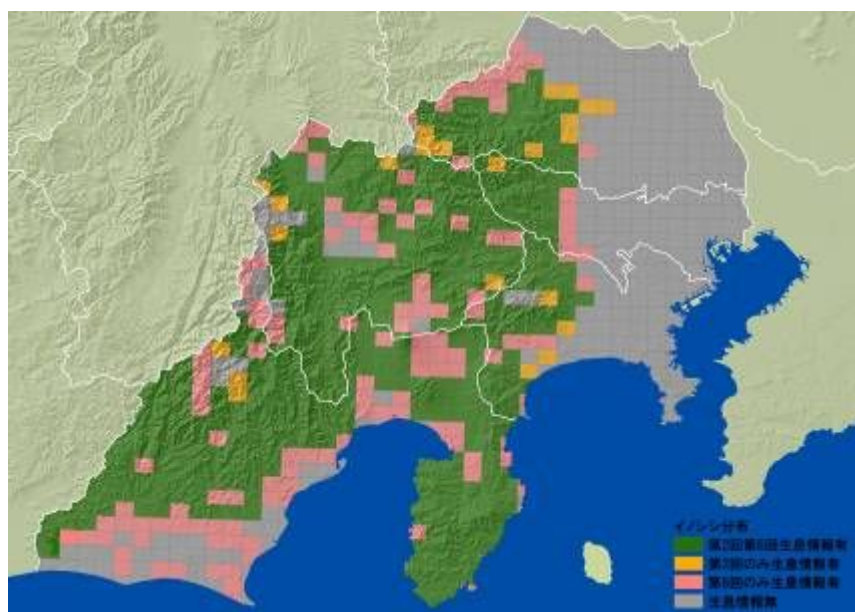 イノシシ分布
第2回第6回生息情報有
第2回のみ生息情報有
第6回のみ生息情報有
生息情報無